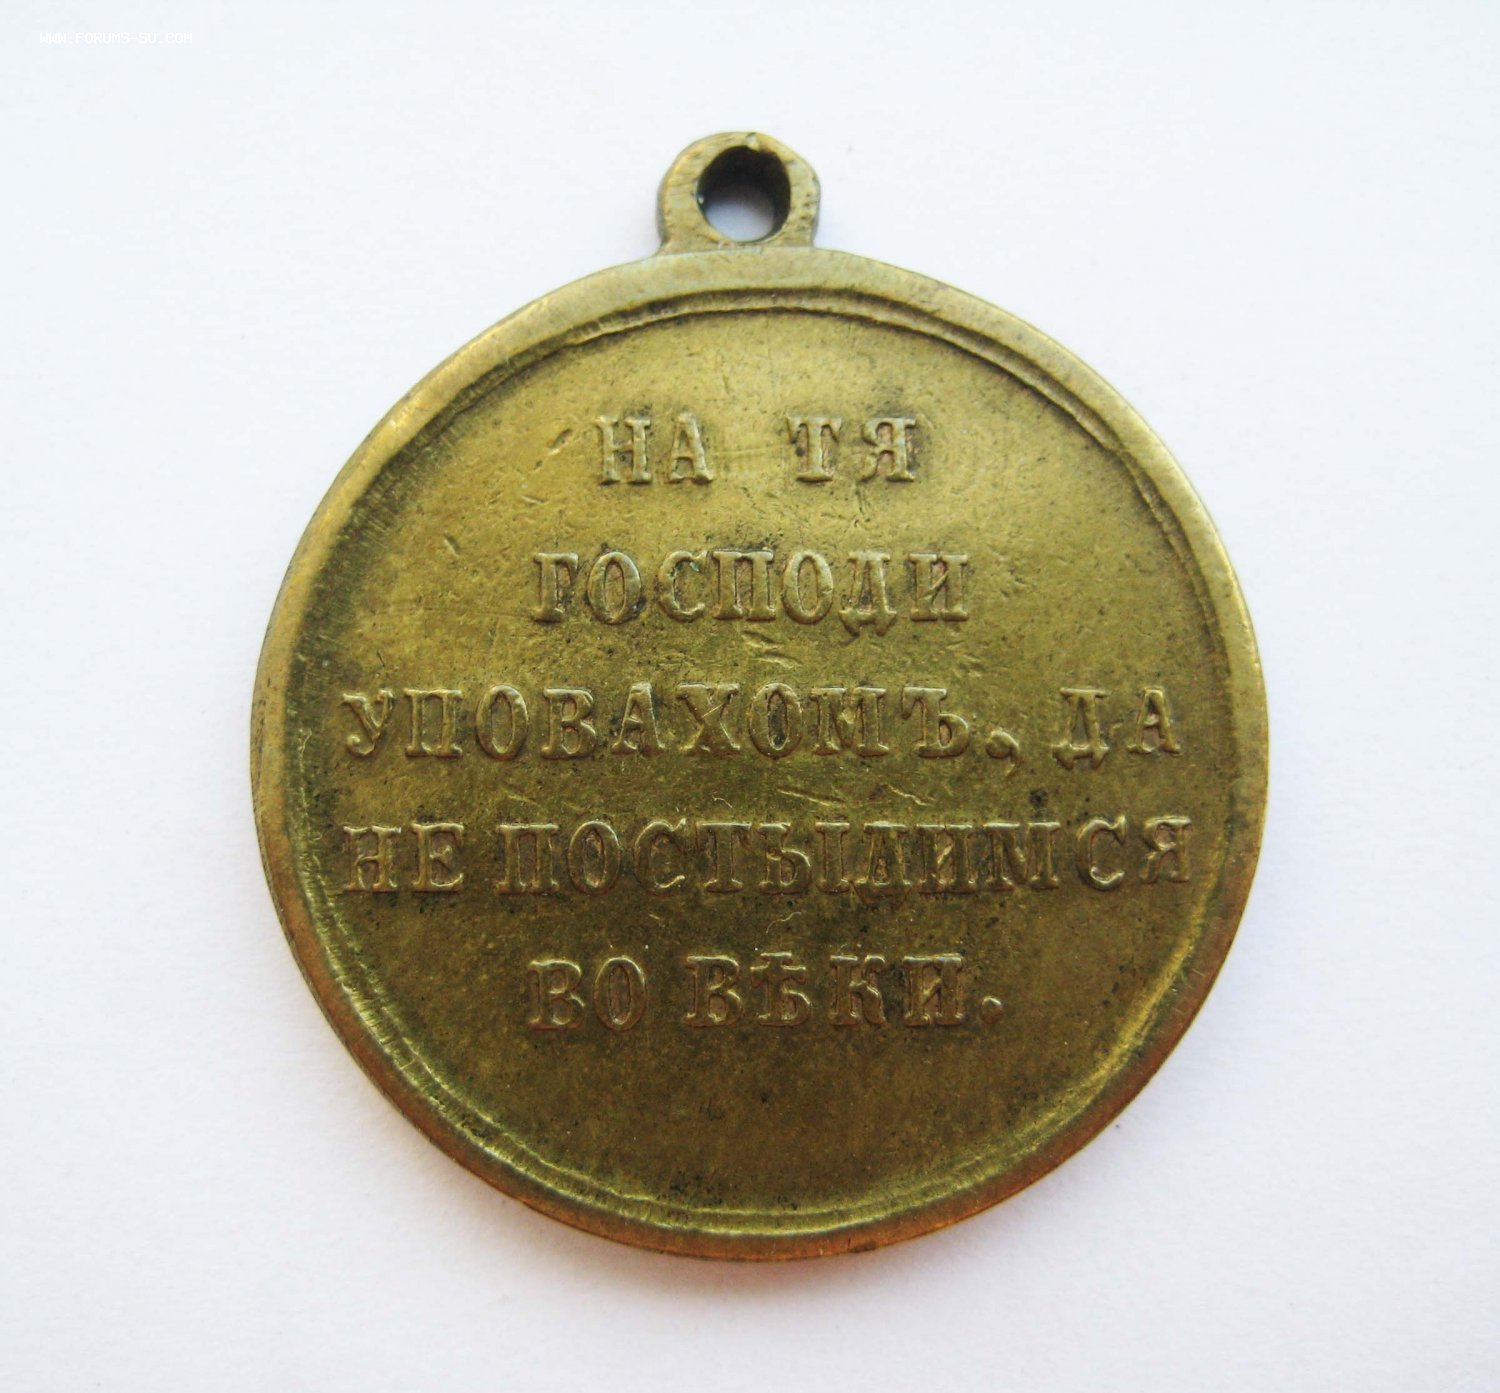 WWW.FORUMS-SU.COM
НА ТЯ
ГОСПОДИ
УПОВАХОМЪ, ДА
НЕ ПОСТЫДИМСЯ
ВО ВѢКИ.